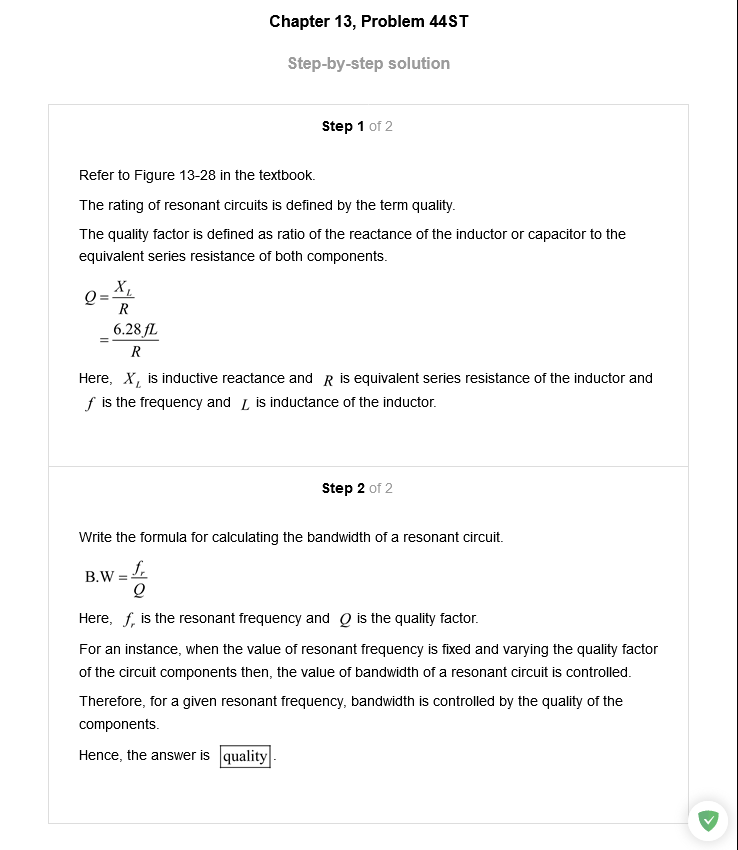 Chapter 13, Problem 44ST
Step-by-step solution
Step 1 of 2
Refer to Figure 13-28 in the textbook.
The rating of resonant circuits is defined by the term quality.
The quality factor is defined as ratio of the reactance of the inductor or capacitor to the
equivalent series resistance of both components.
Q = X_L / R
= 6.28 fL / R
Here, X_L is inductive reactance and R is equivalent series resistance of the inductor and
f is the frequency and L is inductance of the inductor.
Step 2 of 2
Write the formula for calculating the bandwidth of a resonant circuit.
B.W = f_r / Q
Here, f_r is the resonant frequency and Q is the quality factor.
For an instance, when the value of resonant frequency is fixed and varying the quality factor
of the circuit components then, the value of bandwidth of a resonant circuit is controlled.
Therefore, for a given resonant frequency, bandwidth is controlled by the quality of the
components.
Hence, the answer is quality.